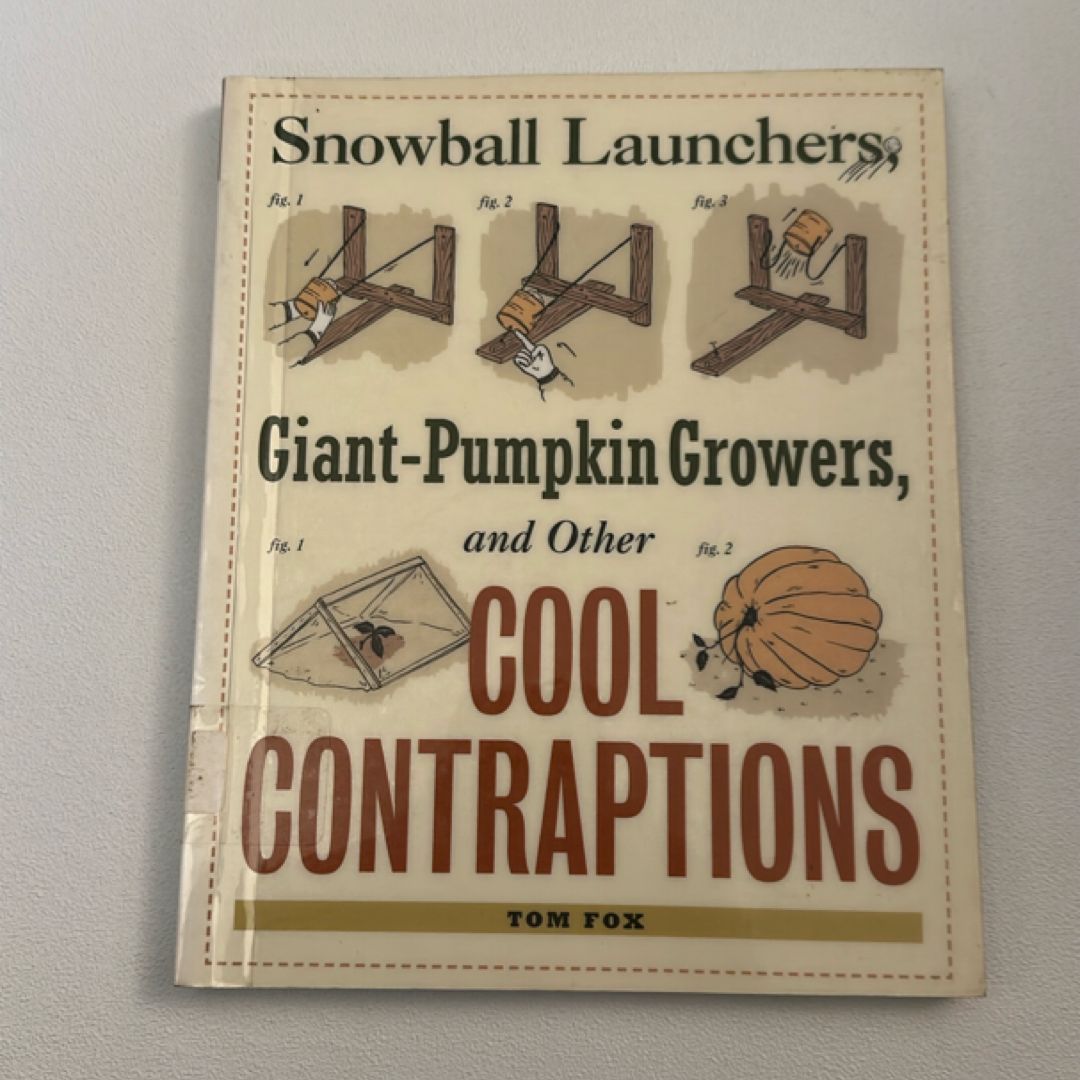 Snowball Launchers,
fig. 1 fig. 2 fig. 3
Giant-Pumpkin Growers,
and Other
fig. 1 fig. 2
COOL
CONTRAPTIONS
TOM FOX